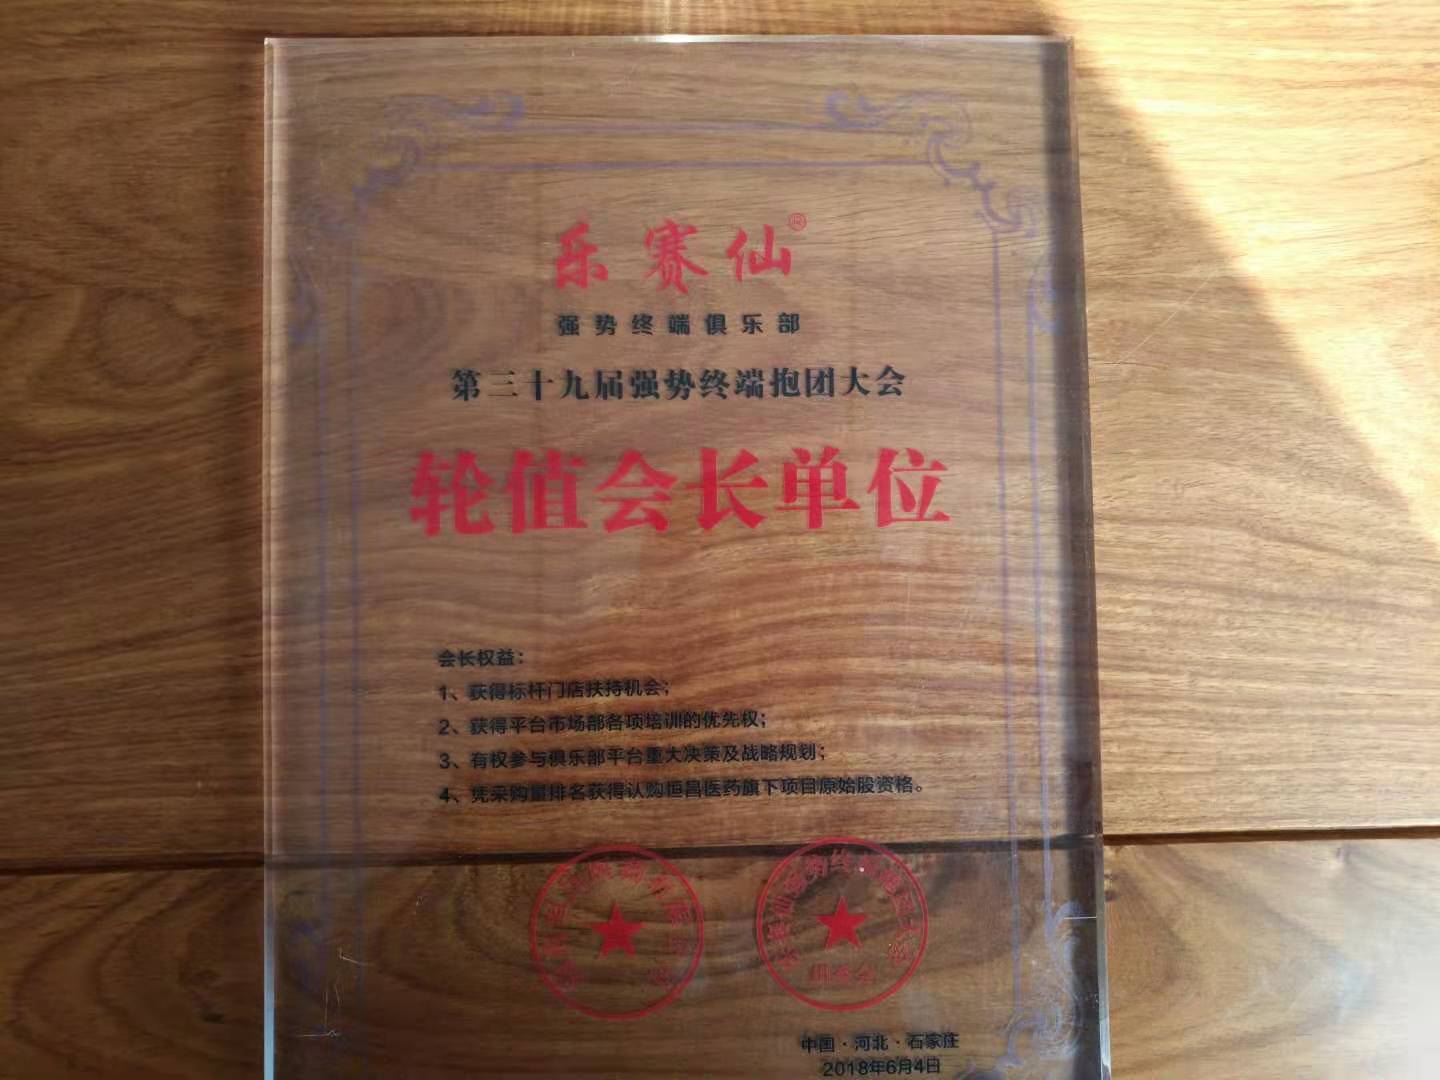 乐赛仙®
强势终端俱乐部
第三十九届强势终端抱团大会
轮值会长单位
会长权益：
1、获得标杆门店扶持机会；
2、获得平台市场部各项培训的优先权；
3、有权参与俱乐部平台重大决策及战略规划；
4、凭采购量排名获得认购恒昌医药旗下项目原始股资格。
中国·河北·石家庄
2018年6月4日